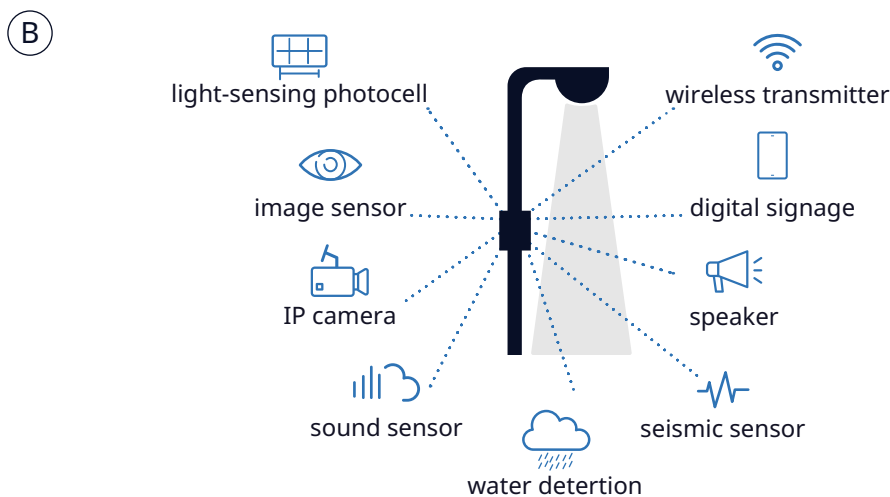 B
light-sensing photocell
wireless transmitter
image sensor
digital signage
IP camera
speaker
sound sensor
seismic sensor
water detertion